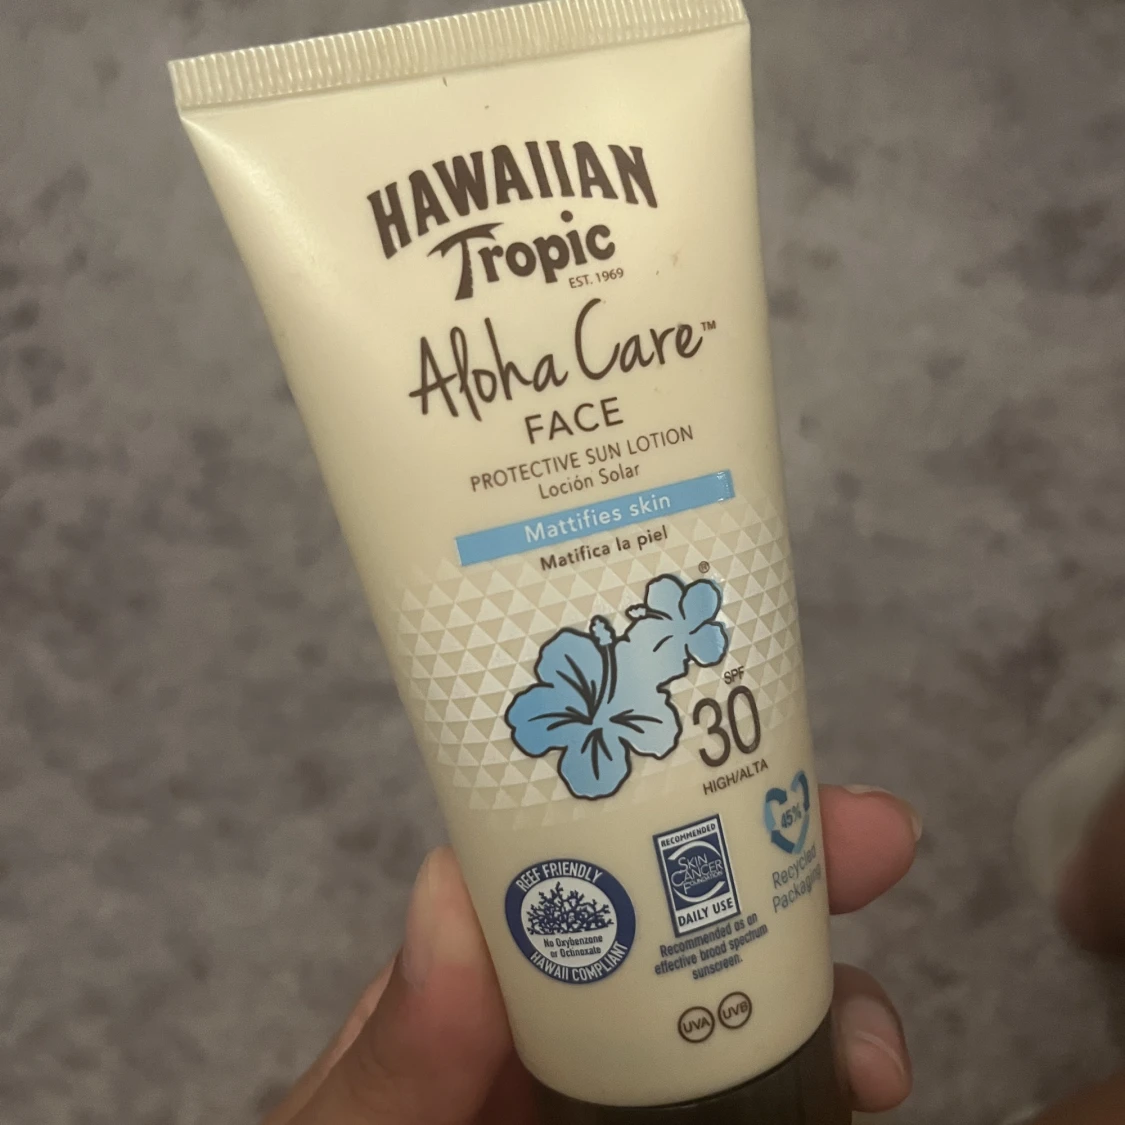 HAWAIIAN
Tropic
EST. 1969
Aloha Care™
FACE
PROTECTIVE SUN LOTION
Loción Solar
Mattifies skin
Matifica la piel
®
SPF
30
HIGH/ALTA
45%
Recycled
Packaging
RECOMMENDED
SKIN
CANCER
FOUNDATION
DAILY USE
Recommended as an
effective broad spectrum
sunscreen.
REEF FRIENDLY
No Oxybenzone
or Octinoxate
HAWAII COMPLIANT
UVA UVB